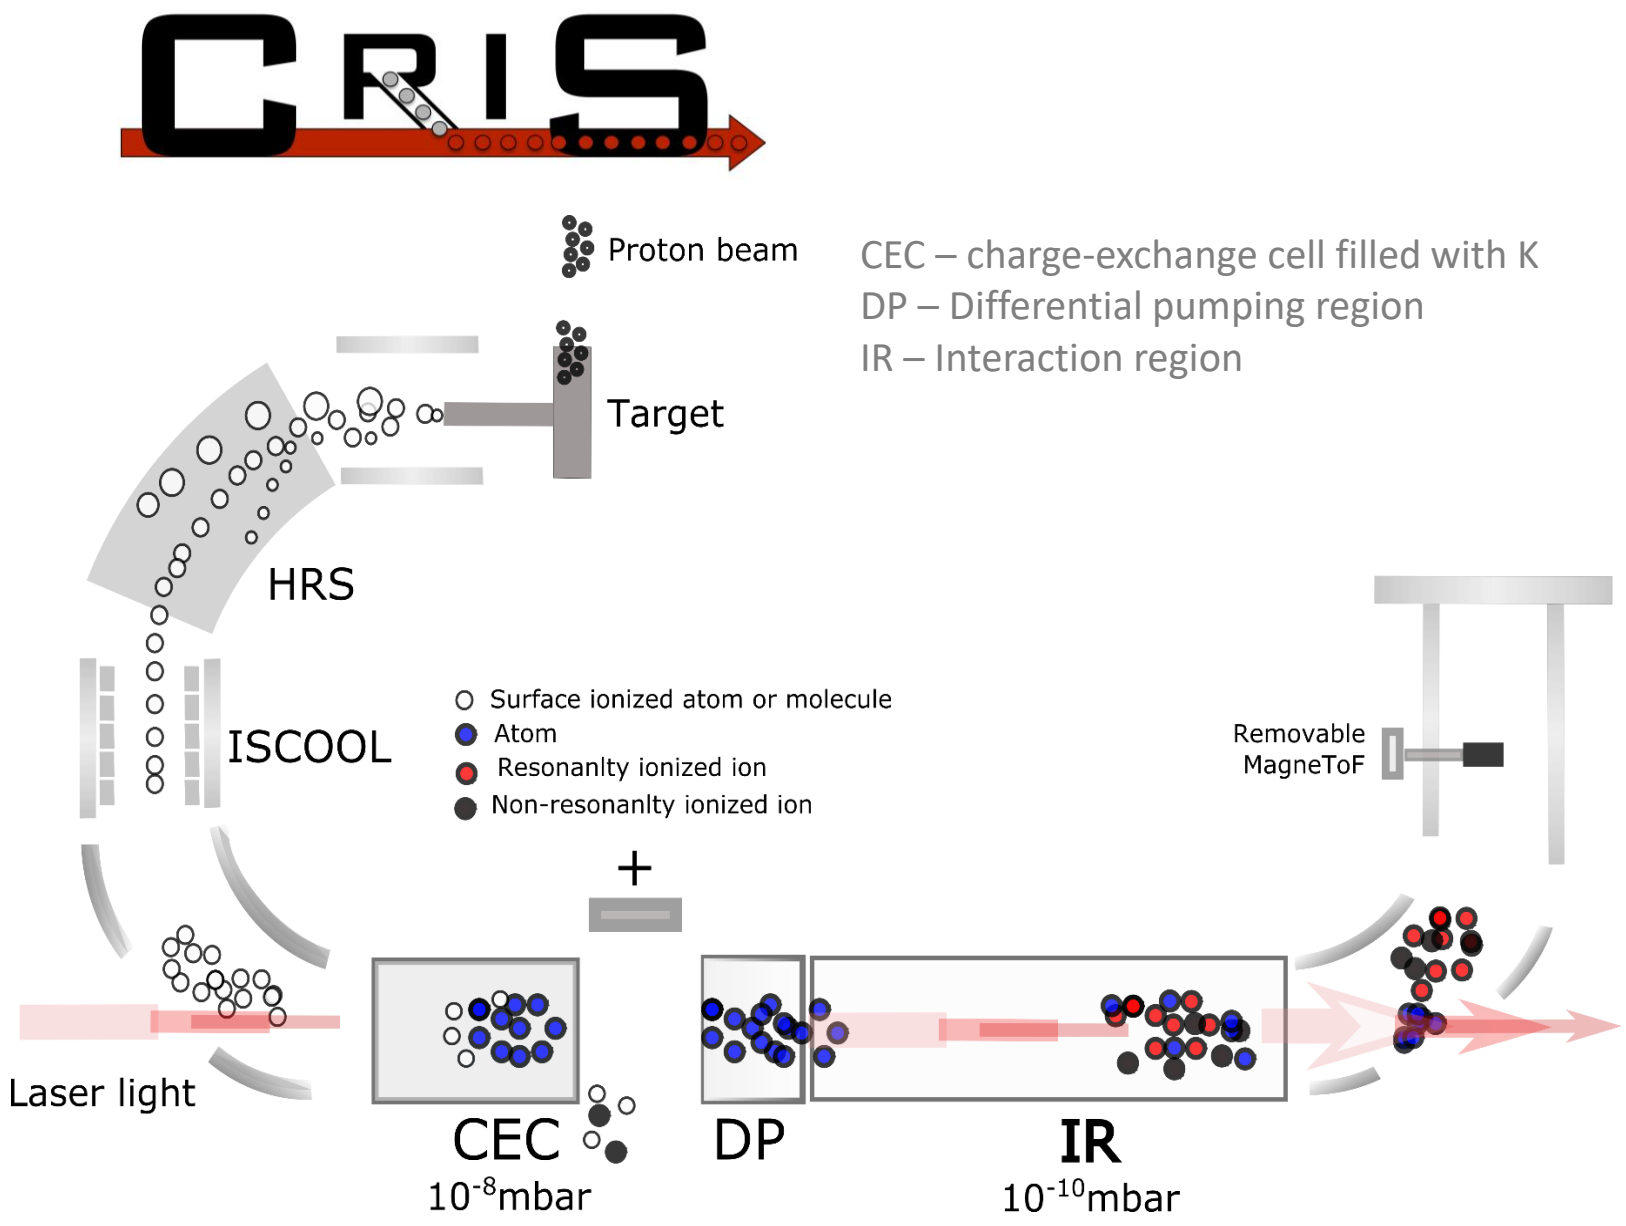 CRIS
Proton beam
CEC – charge-exchange cell filled with K
DP – Differential pumping region
IR – Interaction region
Target
HRS
Surface ionized atom or molecule
Atom
Resonanlty ionized ion
Non-resonanlty ionized ion
ISCOOL
Removable
MagneToF
+
Laser light
CEC
10⁻⁸mbar
DP
IR
10⁻¹⁰mbar